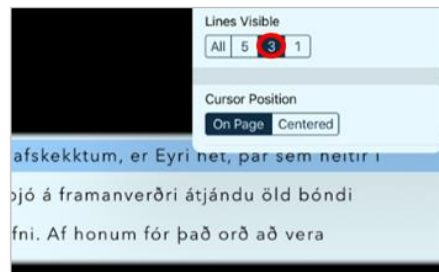 Lines Visible
All 5 3 1
Cursor Position
On Page Centered
afskekktum, er Eyri hét, þar sem heitir í
bjó á framanverðri átjándu öld bóndi
fni. Af honum fór það orð að vera